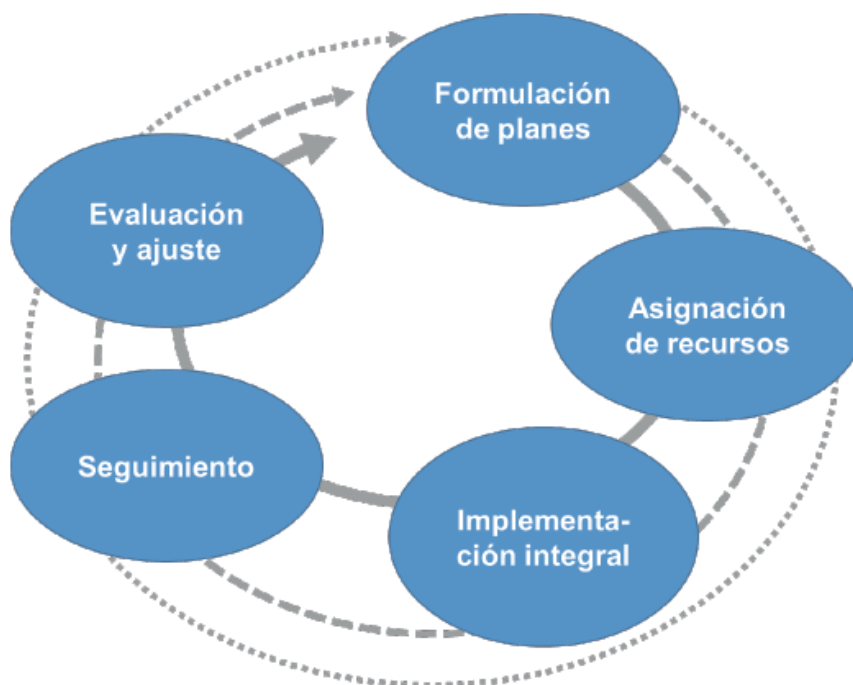 Formulación
de planes
Asignación
de recursos
Implementa-
ción integral
Seguimiento
Evaluación
y ajuste